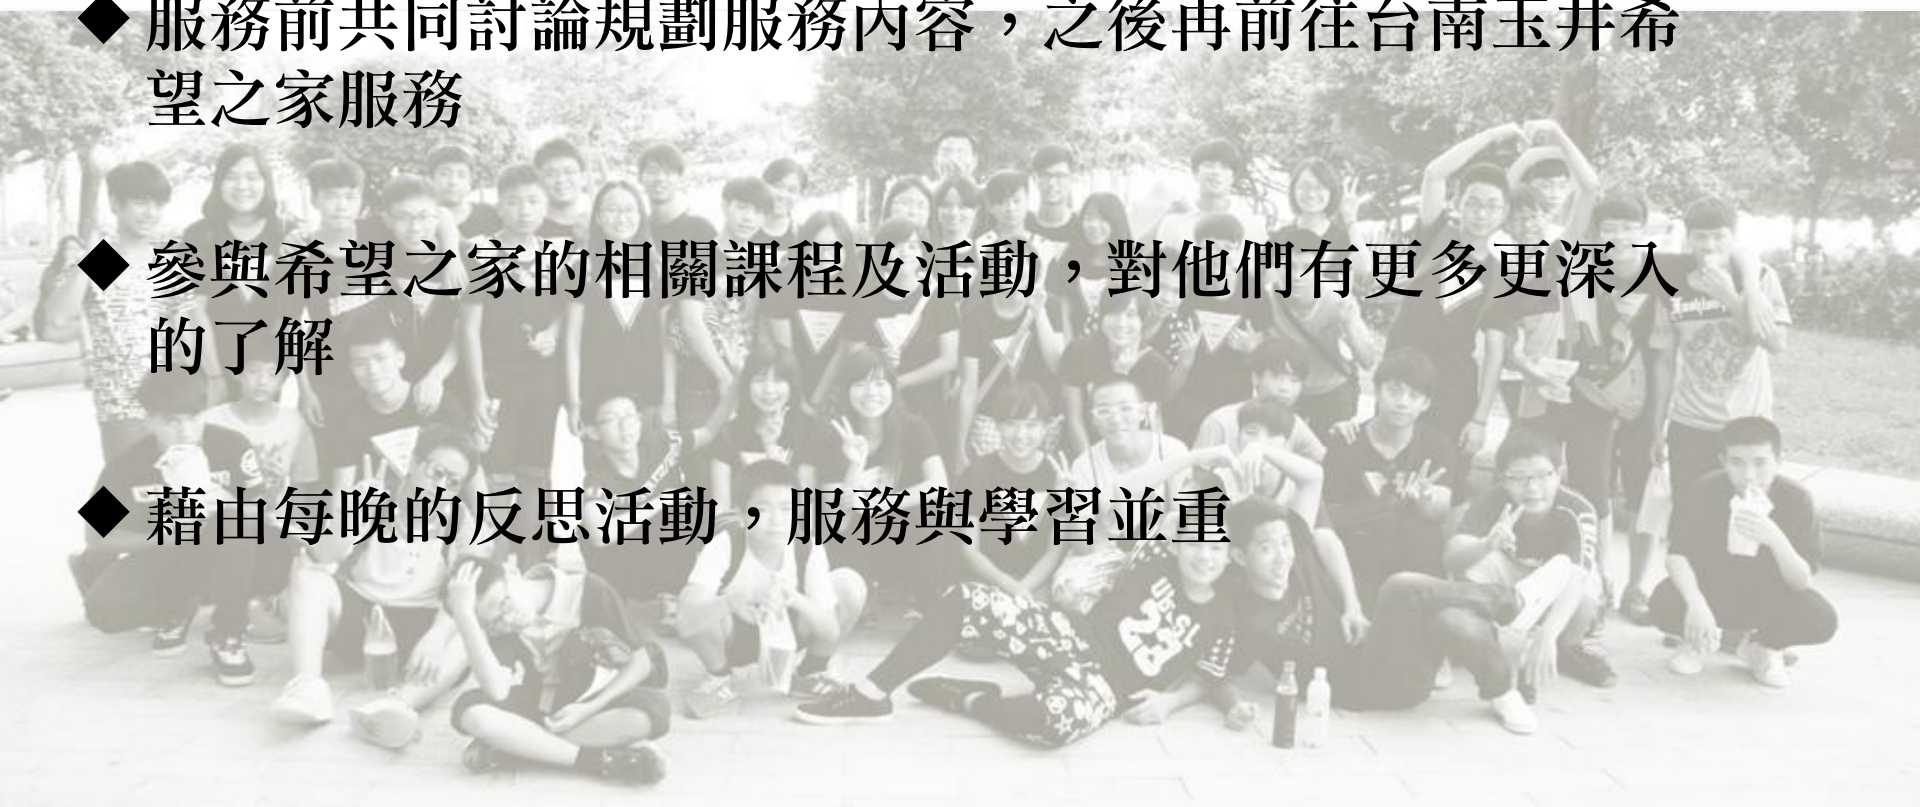 ◆ 服務前共同討論規劃服務內容，之後再前往台南玉井希
望之家服務
◆ 參與希望之家的相關課程及活動，對他們有更多更深入
的了解
◆ 藉由每晚的反思活動，服務與學習並重